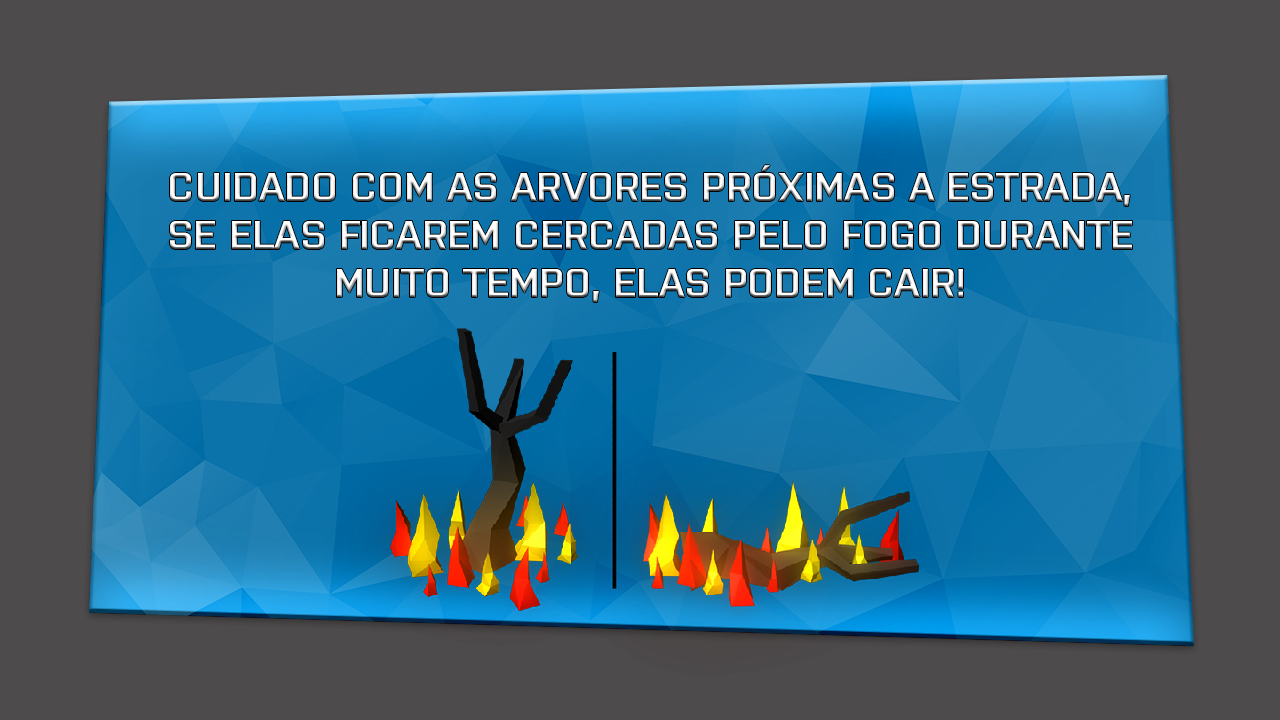 CUIDADO COM AS ARVORES PRÓXIMAS A ESTRADA,
SE ELAS FICAREM CERCADAS PELO FOGO DURANTE
MUITO TEMPO, ELAS PODEM CAIR!